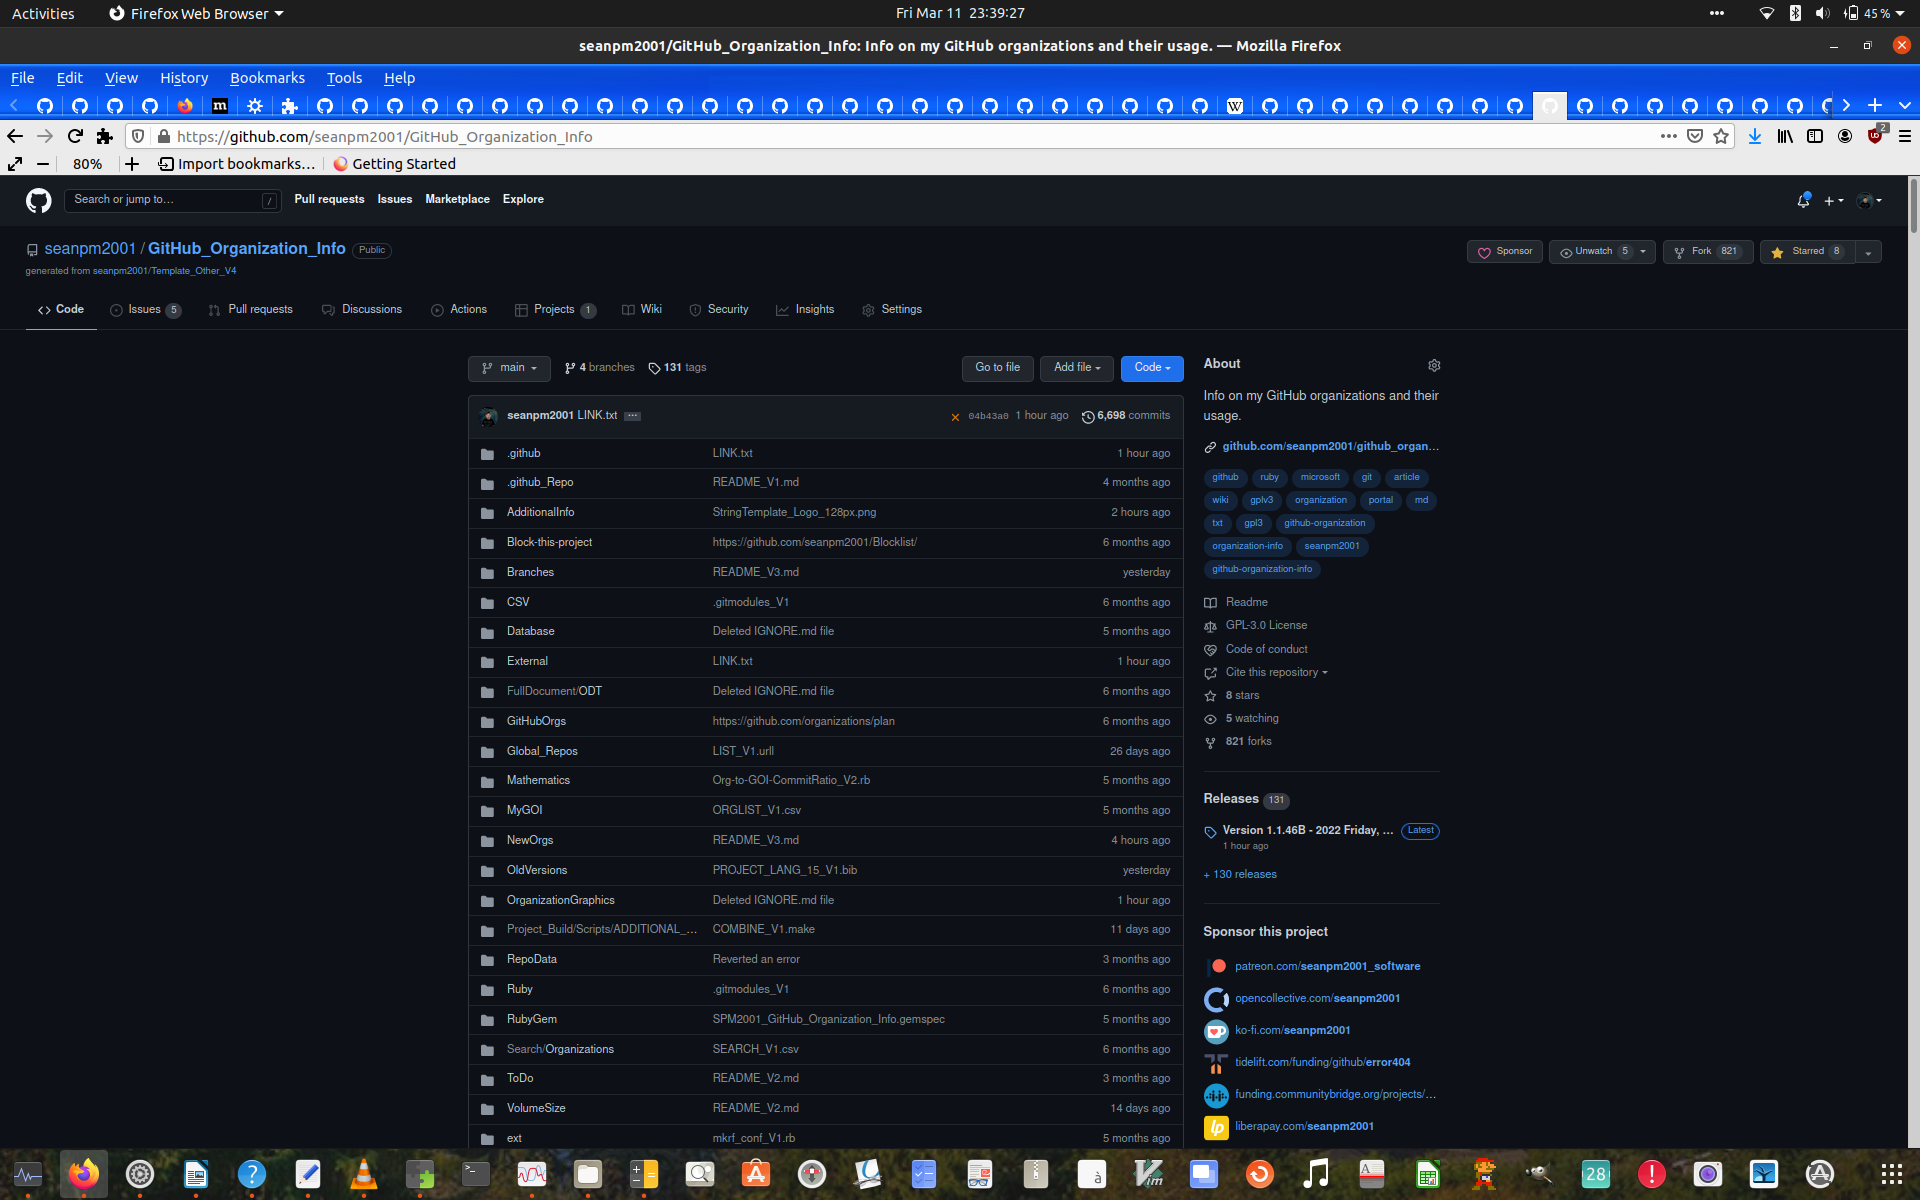 Activities Firefox Web Browser Fri Mar 11 23:39:27 45 %
seanpm2001/GitHub_Organization_Info: Info on my GitHub organizations and their usage. — Mozilla Firefox
File Edit View History Bookmarks Tools Help
https://github.com/seanpm2001/GitHub_Organization_Info 2
80% Import bookmarks… Getting Started
Search or jump to… / Pull requests Issues Marketplace Explore
seanpm2001 / GitHub_Organization_Info Public Sponsor Unwatch 5 Fork 821 Starred 8
generated from seanpm2001/Template_Other_V4
Code Issues 5 Pull requests Discussions Actions Projects 1 Wiki Security Insights Settings
main 4 branches 131 tags Go to file Add file Code
seanpm2001 LINK.txt ... 04b43a0 1 hour ago 6,698 commits
.github LINK.txt 1 hour ago
.github_Repo README_V1.md 4 months ago
AdditionalInfo StringTemplate_Logo_128px.png 2 hours ago
Block-this-project https://github.com/seanpm2001/Blocklist/ 6 months ago
Branches README_V3.md yesterday
CSV .gitmodules_V1 6 months ago
Database Deleted IGNORE.md file 5 months ago
External LINK.txt 1 hour ago
FullDocument/ODT Deleted IGNORE.md file 6 months ago
GitHubOrgs https://github.com/organizations/plan 6 months ago
Global_Repos LIST_V1.urll 26 days ago
Mathematics Org-to-GOI-CommitRatio_V2.rb 5 months ago
MyGOI ORGLIST_V1.csv 5 months ago
NewOrgs README_V3.md 4 hours ago
OldVersions PROJECT_LANG_15_V1.bib yesterday
OrganizationGraphics Deleted IGNORE.md file 1 hour ago
Project_Build/Scripts/ADDITIONAL_… COMBINE_V1.make 11 days ago
RepoData Reverted an error 3 months ago
Ruby .gitmodules_V1 6 months ago
RubyGem SPM2001_GitHub_Organization_Info.gemspec 5 months ago
Search/Organizations SEARCH_V1.csv 6 months ago
ToDo README_V2.md 3 months ago
VolumeSize README_V2.md 14 days ago
ext mkrf_conf_V1.rb 5 months ago
About
Info on my GitHub organizations and their
usage.
github.com/seanpm2001/github_organ…
github ruby microsoft git article
wiki gplv3 organization portal md
txt gpl3 github-organization
organization-info seanpm2001
github-organization-info
Readme
GPL-3.0 License
Code of conduct
Cite this repository
8 stars
5 watching
821 forks
Releases 131
Version 1.1.46B - 2022 Friday, … Latest
1 hour ago
+ 130 releases
Sponsor this project
patreon.com/seanpm2001_software
opencollective.com/seanpm2001
ko-fi.com/seanpm2001
tidelift.com/funding/github/error404
funding.communitybridge.org/projects/…
liberapay.com/seanpm2001
28